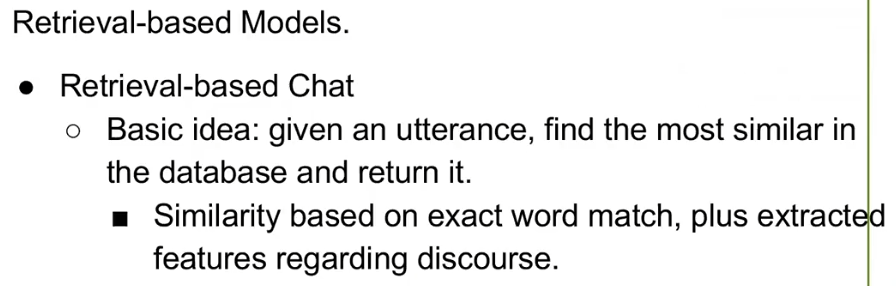 Retrieval-based Models.
● Retrieval-based Chat
○ Basic idea: given an utterance, find the most similar in
the database and return it.
■ Similarity based on exact word match, plus extracted
features regarding discourse.